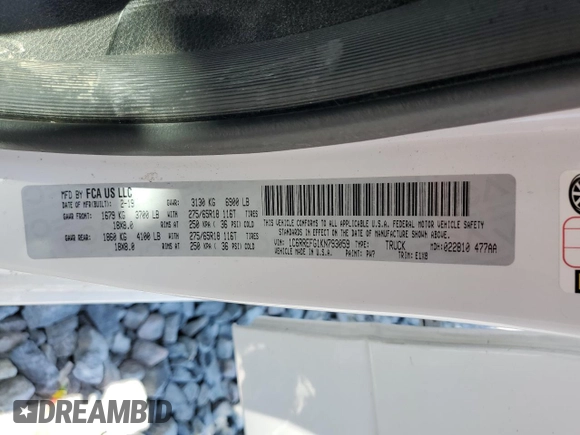 MFD BY FCA US LLC
DATE OF MFR(BUILT): 2-19 GVWR: 3130 KG 6900 LB
GAWR FRONT: 1679 KG 3700 LB WITH 275/65R18 116T TIRES
18X8.0 RIMS AT 250 KPA( 36 PSI) COLD
GAWR REAR: 1860 KG 4100 LB WITH 275/65R18 116T TIRES
18X8.0 RIMS AT 250 KPA( 36 PSI) COLD
THIS VEHICLE CONFORMS TO ALL APPLICABLE U.S.A. FEDERAL MOTOR VEHICLE SAFETY
STANDARDS IN EFFECT ON THE DATE OF MANUFACTURE SHOWN ABOVE.
VIN: 1C6RREFG1KN793059 TYPE: TRUCK MDH:022810 477AA
VEHICLE MADE IN U.S.A. PAINT: PW7 TRIM: E1X8
DREAMBID